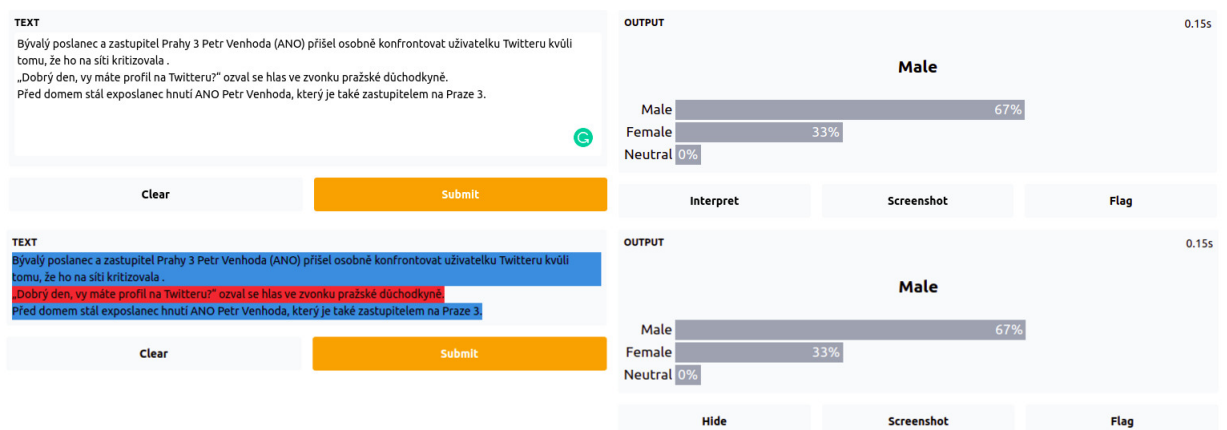 TEXT
Bývalý poslanec a zastupitel Prahy 3 Petr Venhoda (ANO) přišel osobně konfrontovat uživatelku Twitteru kvůli
tomu, že ho na síti kritizovala .
„Dobrý den, vy máte profil na Twitteru?“ ozval se hlas ve zvonku pražské důchodkyně.
Před domem stál exposlanec hnutí ANO Petr Venhoda, který je také zastupitelem na Praze 3.
Clear
Submit
OUTPUT
0.15s
Male
Male 67%
Female 33%
Neutral 0%
Interpret
Screenshot
Flag
TEXT
Bývalý poslanec a zastupitel Prahy 3 Petr Venhoda (ANO) přišel osobně konfrontovat uživatelku Twitteru kvůli
tomu, že ho na síti kritizovala .
„Dobrý den, vy máte profil na Twitteru?“ ozval se hlas ve zvonku pražské důchodkyně.
Před domem stál exposlanec hnutí ANO Petr Venhoda, který je také zastupitelem na Praze 3.
Clear
Submit
OUTPUT
0.15s
Male
Male 67%
Female 33%
Neutral 0%
Hide
Screenshot
Flag